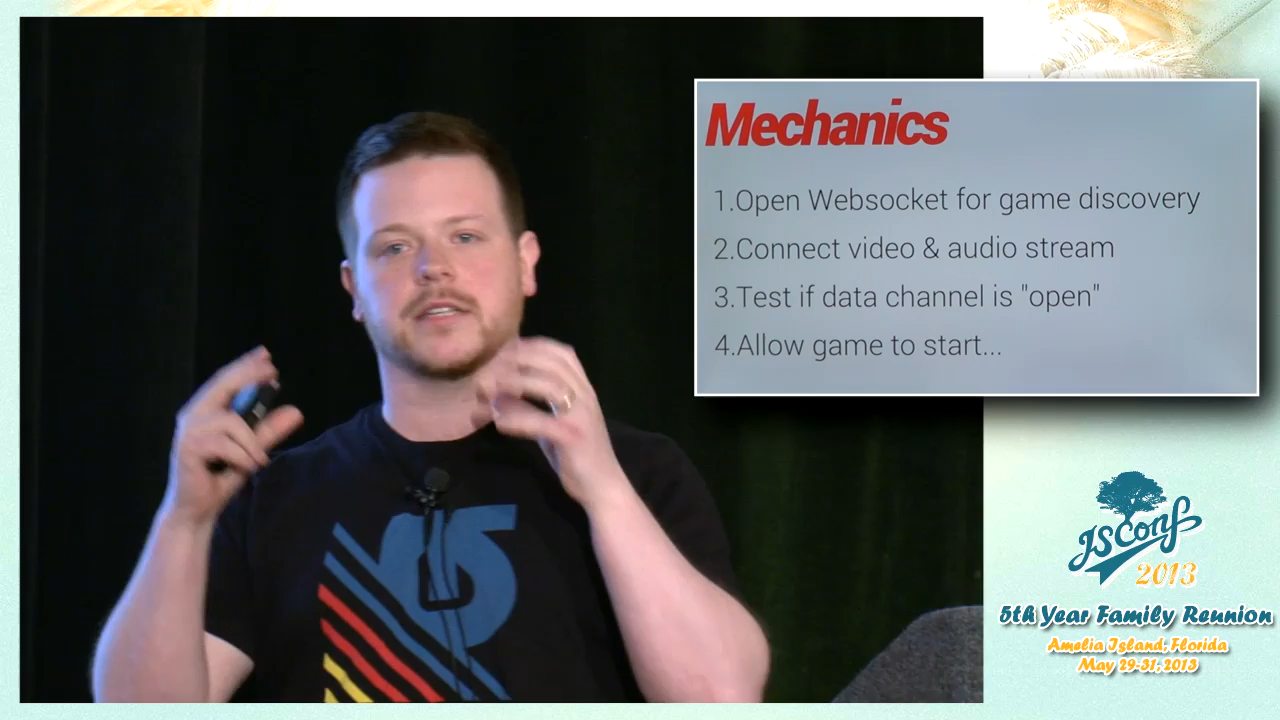 Mechanics
1.Open Websocket for game discovery
2.Connect video & audio stream
3.Test if data channel is "open"
4.Allow game to start...
JSConf
2013
5th Year Family Reunion
Amelia Island, Florida
May 29-31, 2013